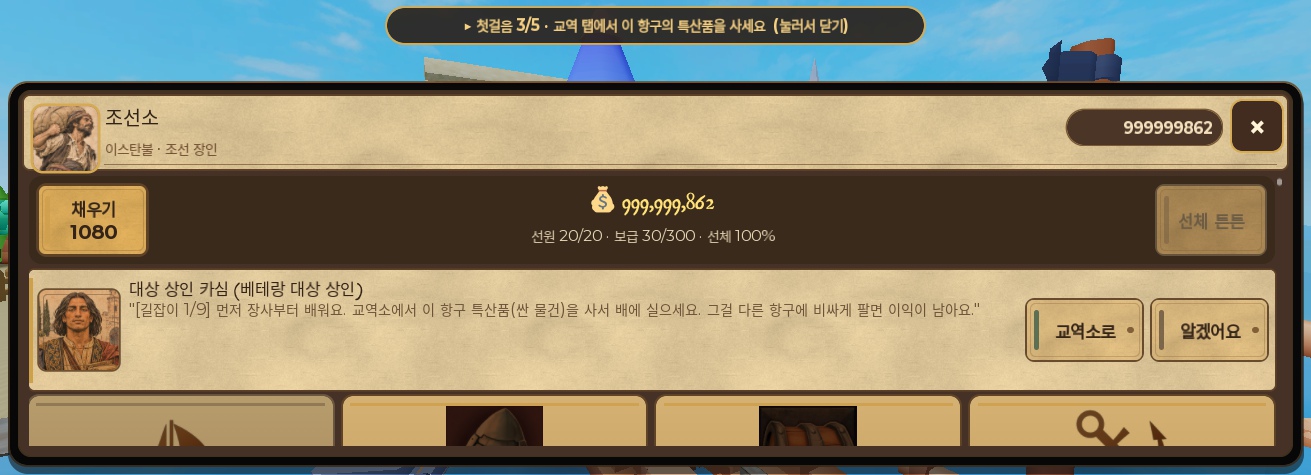 ▸ 첫걸음 3/5 · 교역 탭에서 이 항구의 특산품을 사세요 (눌러서 닫기)
조선소
이스탄불 · 조선 장인
999999862
×
채우기
1080
999,999,862
선원 20/20 · 보급 30/300 · 선체 100%
선체 튼튼
대상 상인 카심 (베테랑 대상 상인)
"[길잡이 1/9] 먼저 장사부터 배워요. 교역소에서 이 항구 특산품(싼 물건)을 사서 배에 실으세요. 그걸 다른 항구에 비싸게 팔면 이익이 남아요."
교역소로
알겠어요